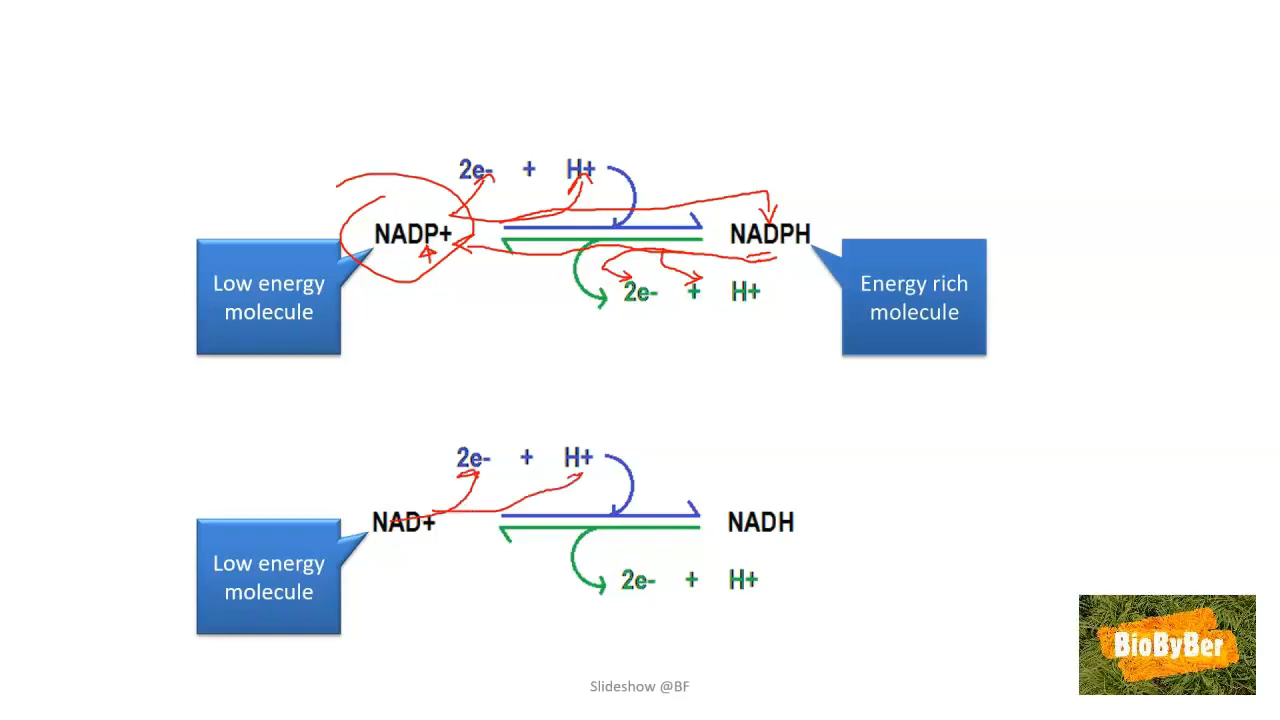 2e- + H+
NADP+ NADPH
Low energy
molecule
Energy rich
molecule
2e- + H+
2e- + H+
NAD+ NADH
Low energy
molecule
2e- + H+
BioByBer
Slideshow @BF